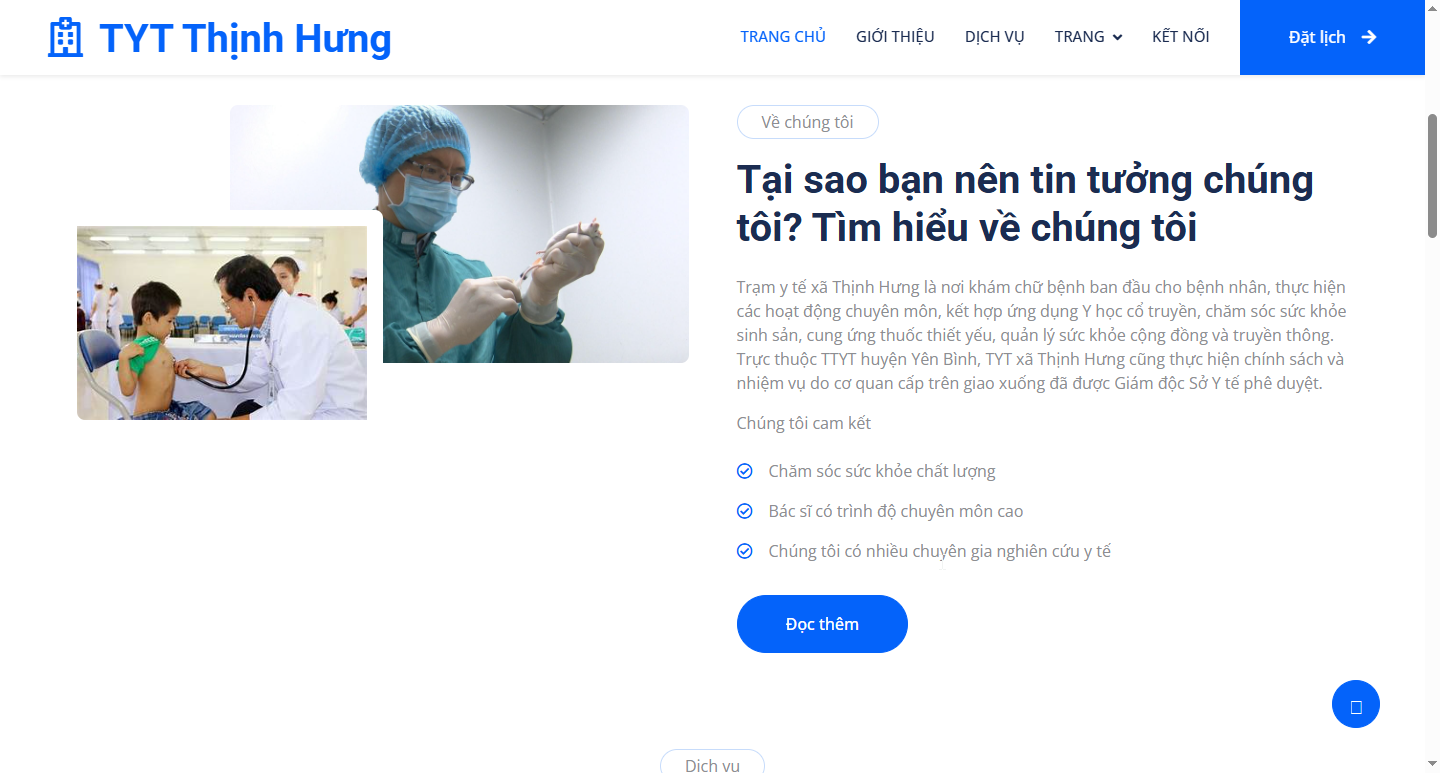 TYT Thịnh Hưng
TRANG CHỦ
GIỚI THIỆU
DỊCH VỤ
TRANG
KẾT NỐI
Đặt lịch
Về chúng tôi
Tại sao bạn nên tin tưởng chúng
tôi? Tìm hiểu về chúng tôi
Trạm y tế xã Thịnh Hưng là nơi khám chữ bệnh ban đầu cho bệnh nhân, thực hiện
các hoạt động chuyên môn, kết hợp ứng dụng Y học cổ truyền, chăm sóc sức khỏe
sinh sản, cung ứng thuốc thiết yếu, quản lý sức khỏe cộng đồng và truyền thông.
Trực thuộc TTYT huyện Yên Bình, TYT xã Thịnh Hưng cũng thực hiện chính sách và
nhiệm vụ do cơ quan cấp trên giao xuống đã được Giám độc Sở Y tế phê duyệt.
Chúng tôi cam kết
Chăm sóc sức khỏe chất lượng
Bác sĩ có trình độ chuyên môn cao
Chúng tôi có nhiều chuyên gia nghiên cứu y tế
Đọc thêm
Dịch vụ